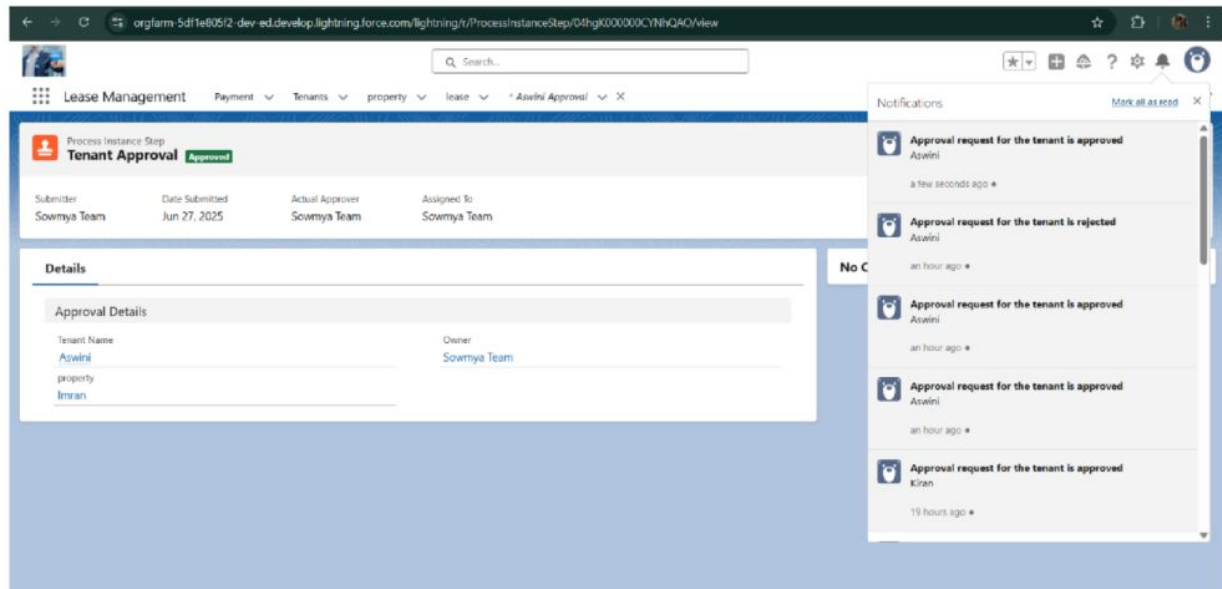 orgfarm-5df1e805f2-dev-ed.develop.lightning.force.com/lightning/r/ProcessInstanceStep/04hgK000000CYNhQAO/view
Search...
Lease Management Payment Tenants property lease * Aswini Approval
Process Instance Step
Tenant Approval Approved
Submitter Date Submitted Actual Approver Assigned To
Sowmya Team Jun 27, 2025 Sowmya Team Sowmya Team
Details
No C
Approval Details
Tenant Name Owner
Aswini Sowmya Team
property
Imran
Notifications Mark all as read
Approval request for the tenant is approved
Aswini
a few seconds ago
Approval request for the tenant is rejected
Aswini
an hour ago
Approval request for the tenant is approved
Aswini
an hour ago
Approval request for the tenant is approved
Aswini
an hour ago
Approval request for the tenant is approved
Kiran
19 hours ago